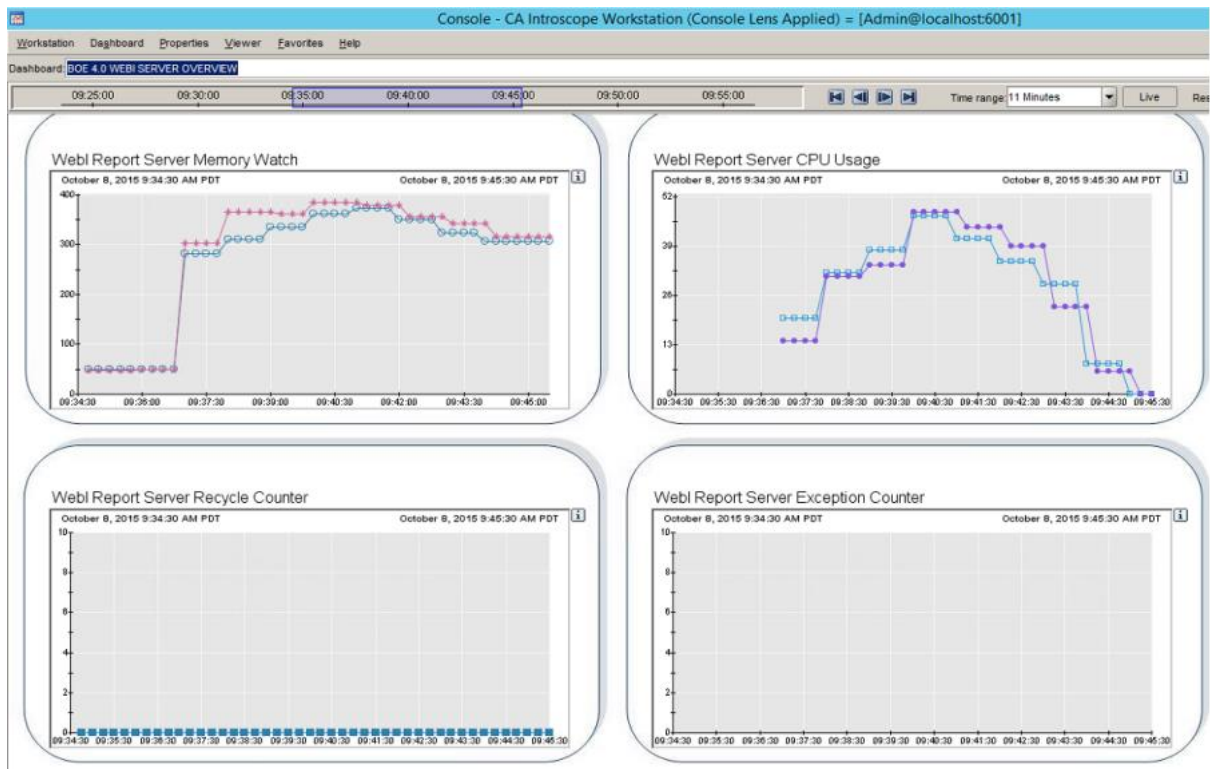 Console - CA Introscope Workstation (Console Lens Applied) = [Admin@localhost:6001]
Workstation Dashboard Properties Viewer Favorites Help
Dashboard: BOE 4.0 WEBI SERVER OVERVIEW
09:25:00 09:30:00 09:35:00 09:40:00 09:45:00 09:50:00 09:55:00 Time range: 11 Minutes Live Res
WebI Report Server Memory Watch
October 8, 2015 9:34:30 AM PDT October 8, 2015 9:45:30 AM PDT
400
300
200
100
0
09:34:30 09:36:00 09:37:30 09:39:00 09:40:30 09:42:00 09:43:30 09:45:00
WebI Report Server CPU Usage
October 8, 2015 9:34:30 AM PDT October 8, 2015 9:45:30 AM PDT
52
39
26
13
0
09:34:30 09:35:30 09:36:30 09:37:30 09:38:30 09:39:30 09:40:30 09:41:30 09:42:30 09:43:30 09:44:30 09:45:30
WebI Report Server Recycle Counter
October 8, 2015 9:34:30 AM PDT October 8, 2015 9:45:30 AM PDT
10
8
6
4
2
0
09:34:30 09:35:30 09:36:30 09:37:30 09:38:30 09:39:30 09:40:30 09:41:30 09:42:30 09:43:30 09:44:30 09:45:30
WebI Report Server Exception Counter
October 8, 2015 9:34:30 AM PDT October 8, 2015 9:45:30 AM PDT
10
8
6
4
2
0
09:34:30 09:35:30 09:36:30 09:37:30 09:38:30 09:39:30 09:40:30 09:41:30 09:42:30 09:43:30 09:44:30 09:45:30